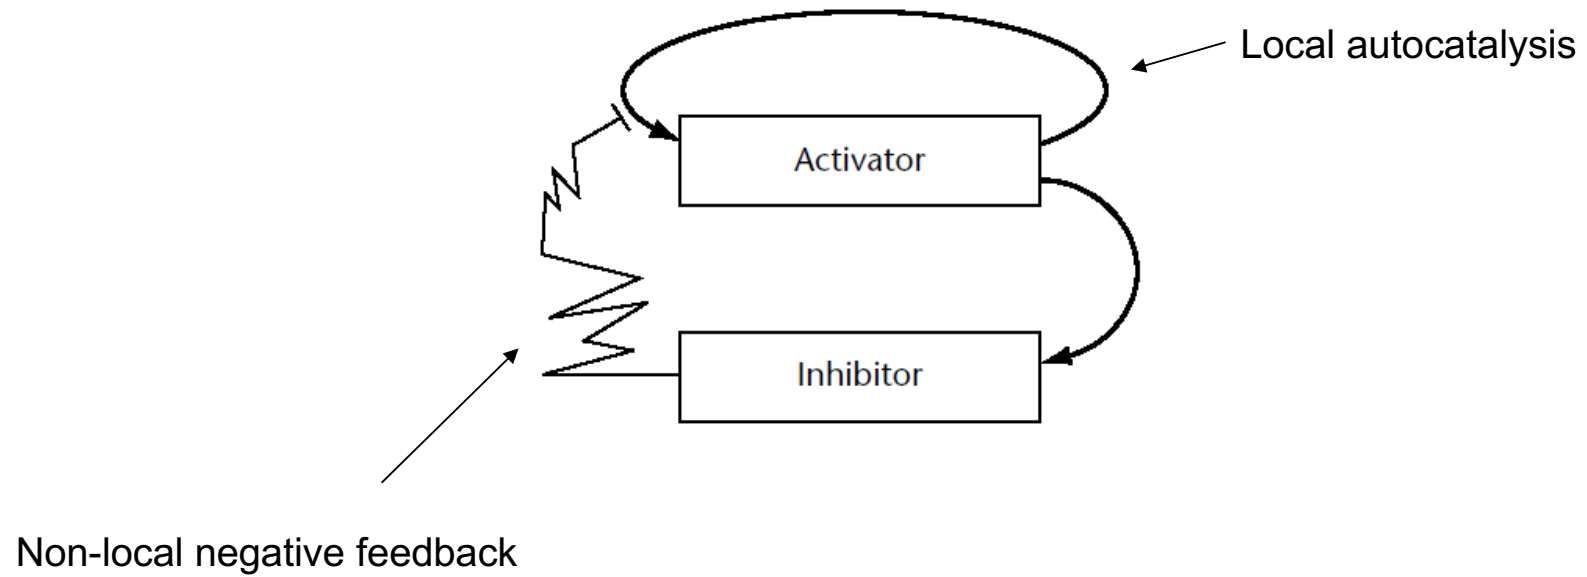 Local autocatalysis
Activator
Inhibitor
Non-local negative feedback